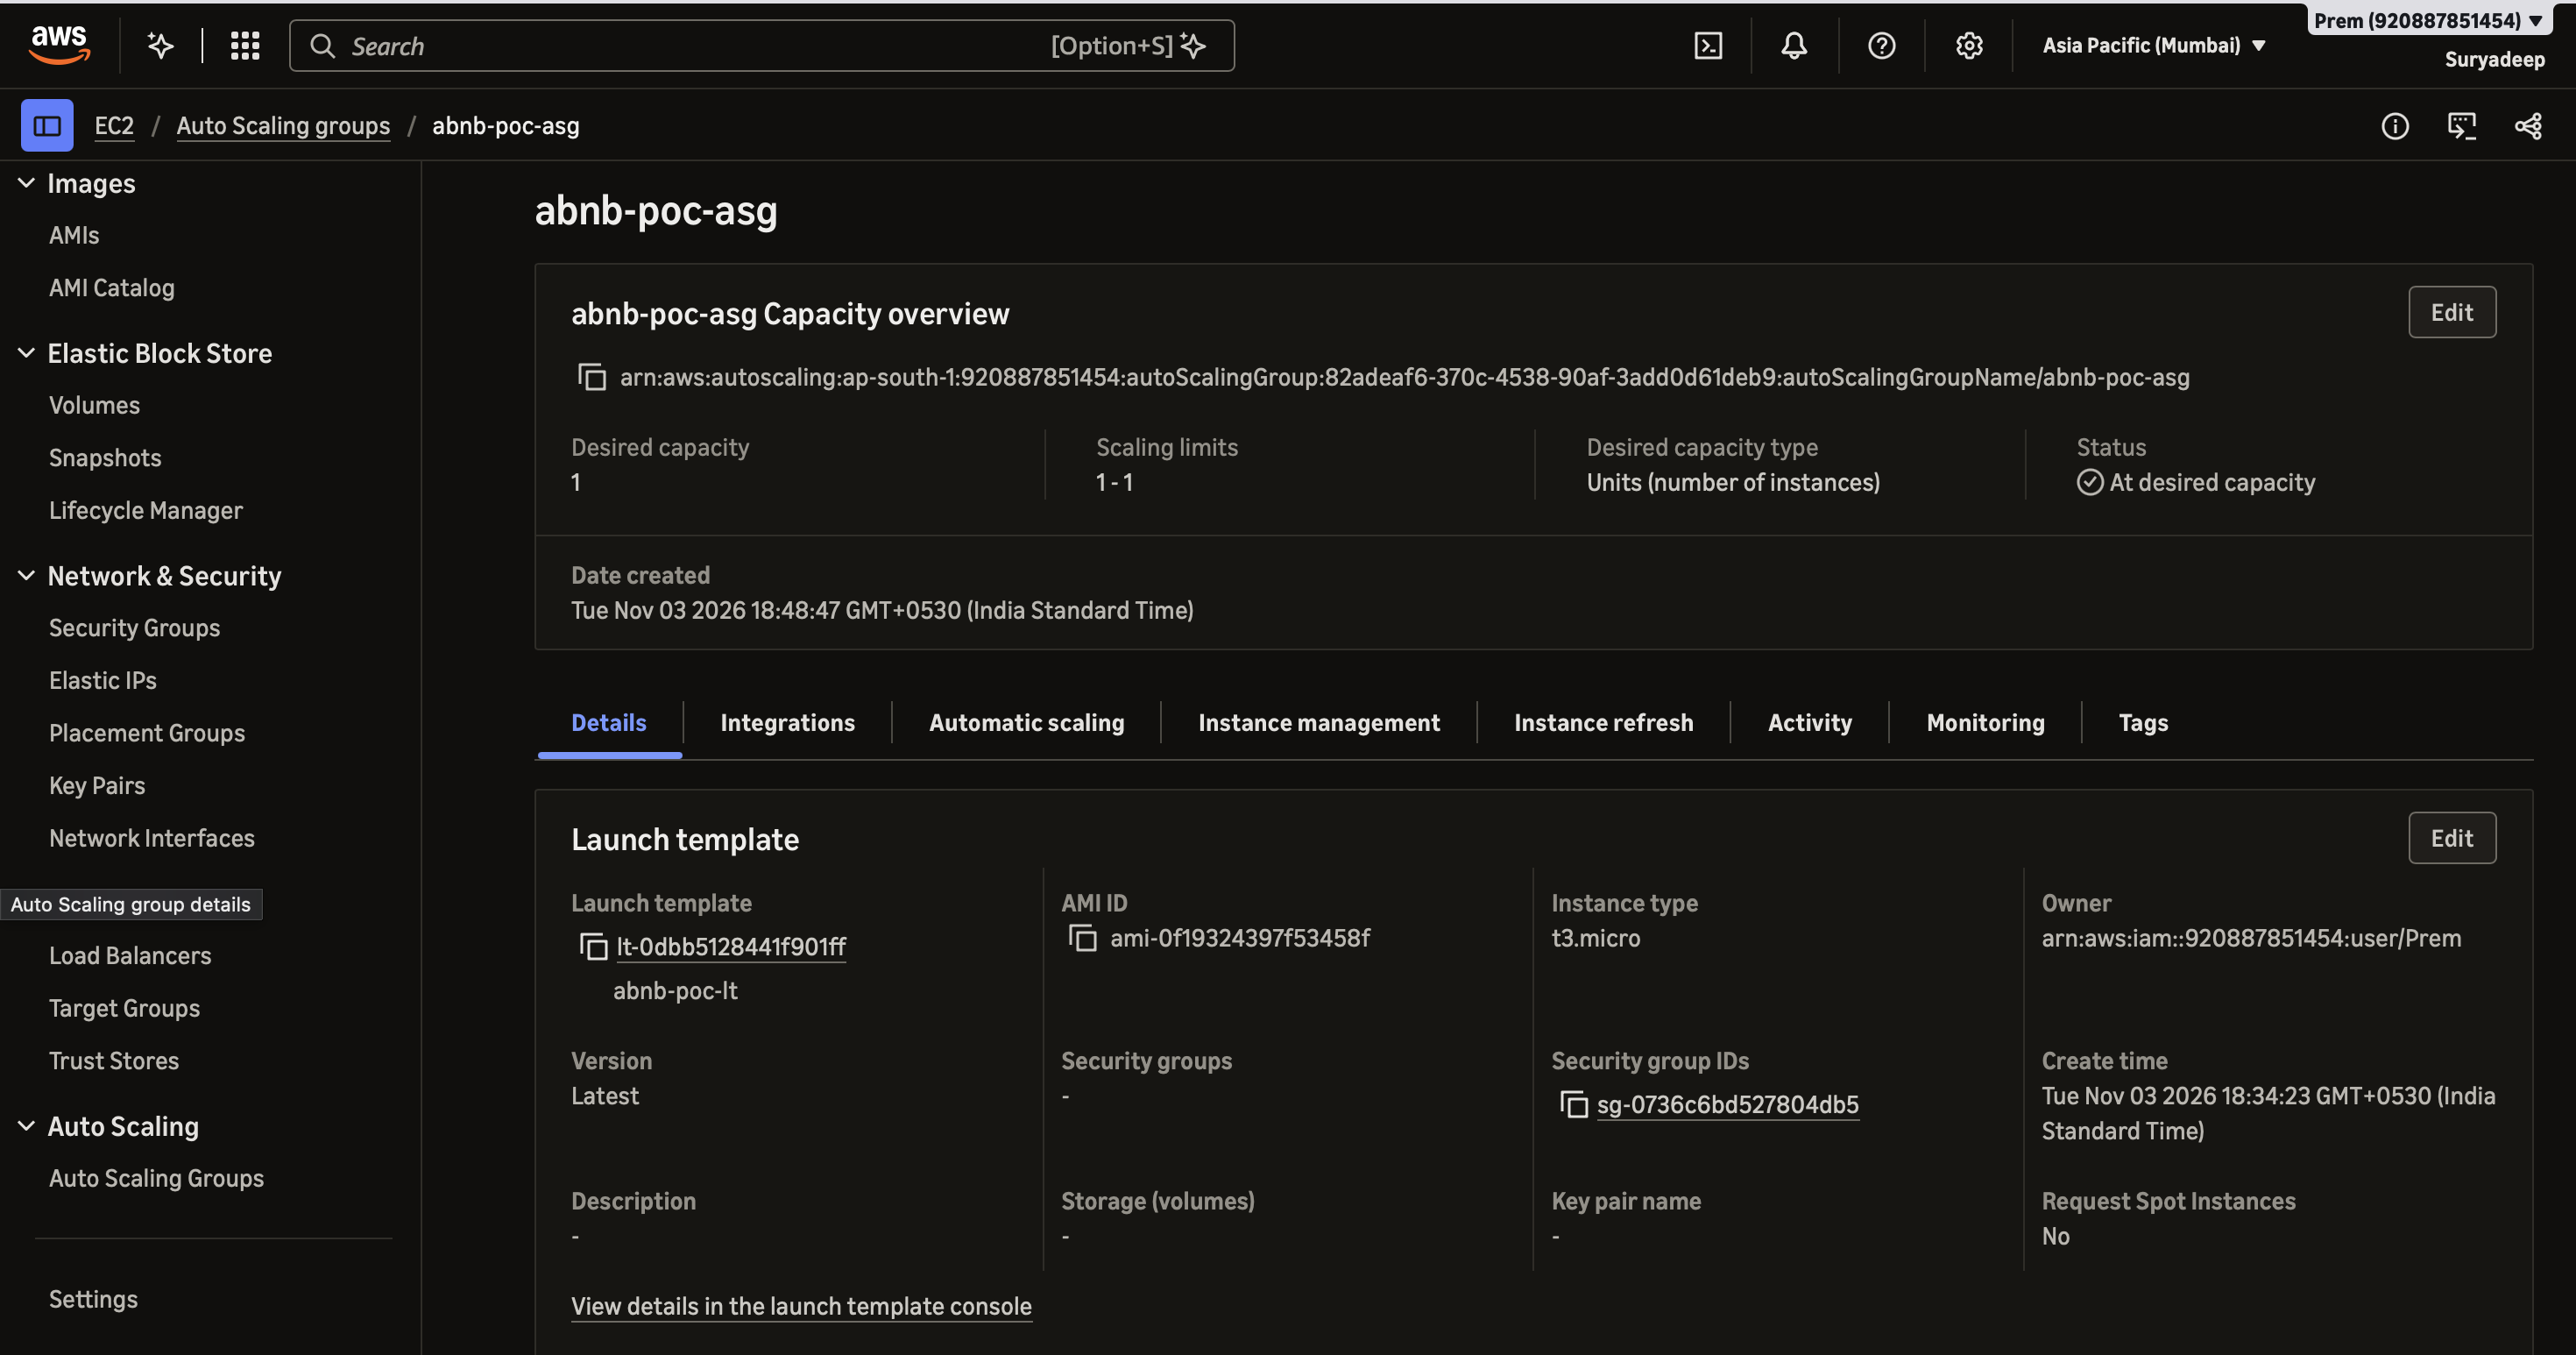 aws
Search [Option+S]
Asia Pacific (Mumbai) ▼
Prem (920887851454) ▼
Suryadeep
EC2 / Auto Scaling groups / abnb-poc-asg
Images
AMIs
AMI Catalog
Elastic Block Store
Volumes
Snapshots
Lifecycle Manager
Network & Security
Security Groups
Elastic IPs
Placement Groups
Key Pairs
Network Interfaces
Auto Scaling group details
Load Balancers
Target Groups
Trust Stores
Auto Scaling
Auto Scaling Groups
Settings
abnb-poc-asg
abnb-poc-asg Capacity overview
Edit
arn:aws:autoscaling:ap-south-1:920887851454:autoScalingGroup:82adeaf6-370c-4538-90af-3add0d61deb9:autoScalingGroupName/abnb-poc-asg
Desired capacity
1
Scaling limits
1 - 1
Desired capacity type
Units (number of instances)
Status
At desired capacity
Date created
Tue Nov 03 2026 18:48:47 GMT+0530 (India Standard Time)
Details
Integrations
Automatic scaling
Instance management
Instance refresh
Activity
Monitoring
Tags
Launch template
Edit
Launch template
lt-0dbb5128441f901ff
abnb-poc-lt
AMI ID
ami-0f19324397f53458f
Instance type
t3.micro
Owner
arn:aws:iam::920887851454:user/Prem
Version
Latest
Security groups
-
Security group IDs
sg-0736c6bd527804db5
Create time
Tue Nov 03 2026 18:34:23 GMT+0530 (India
Standard Time)
Description
-
Storage (volumes)
-
Key pair name
-
Request Spot Instances
No
View details in the launch template console